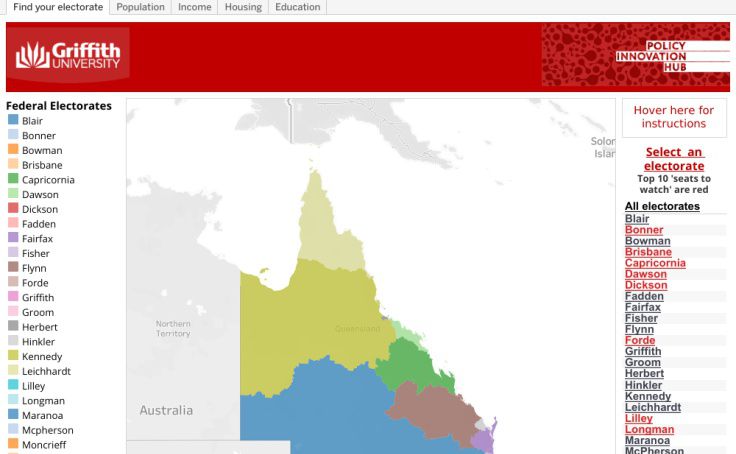 Find your electorate
Population
Income
Housing
Education
Griffith
UNIVERSITY
POLICY
INNOVATION
HUB
Federal Electorates
Blair
Bonner
Bowman
Brisbane
Capricornia
Dawson
Dickson
Fadden
Fairfax
Fisher
Flynn
Forde
Griffith
Groom
Herbert
Hinkler
Kennedy
Leichhardt
Lilley
Longman
Maranoa
Mcpherson
Moncrieff
Solor
Islar
Northern
Territory
Queensland
Australia
Hover here for
instructions
Select an
electorate
Top 10 'seats to
watch' are red
All electorates
Blair
Bonner
Bowman
Brisbane
Capricornia
Dawson
Dickson
Fadden
Fairfax
Fisher
Flynn
Forde
Griffith
Groom
Herbert
Hinkler
Kennedy
Leichhardt
Lilley
Longman
Maranoa
McPherson